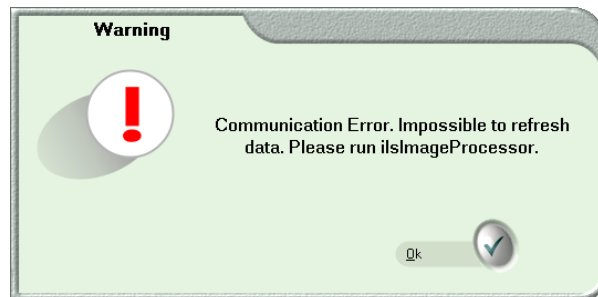 Warning
Communication Error. Impossible to refresh
data. Please run ilsImageProcessor.
Ok